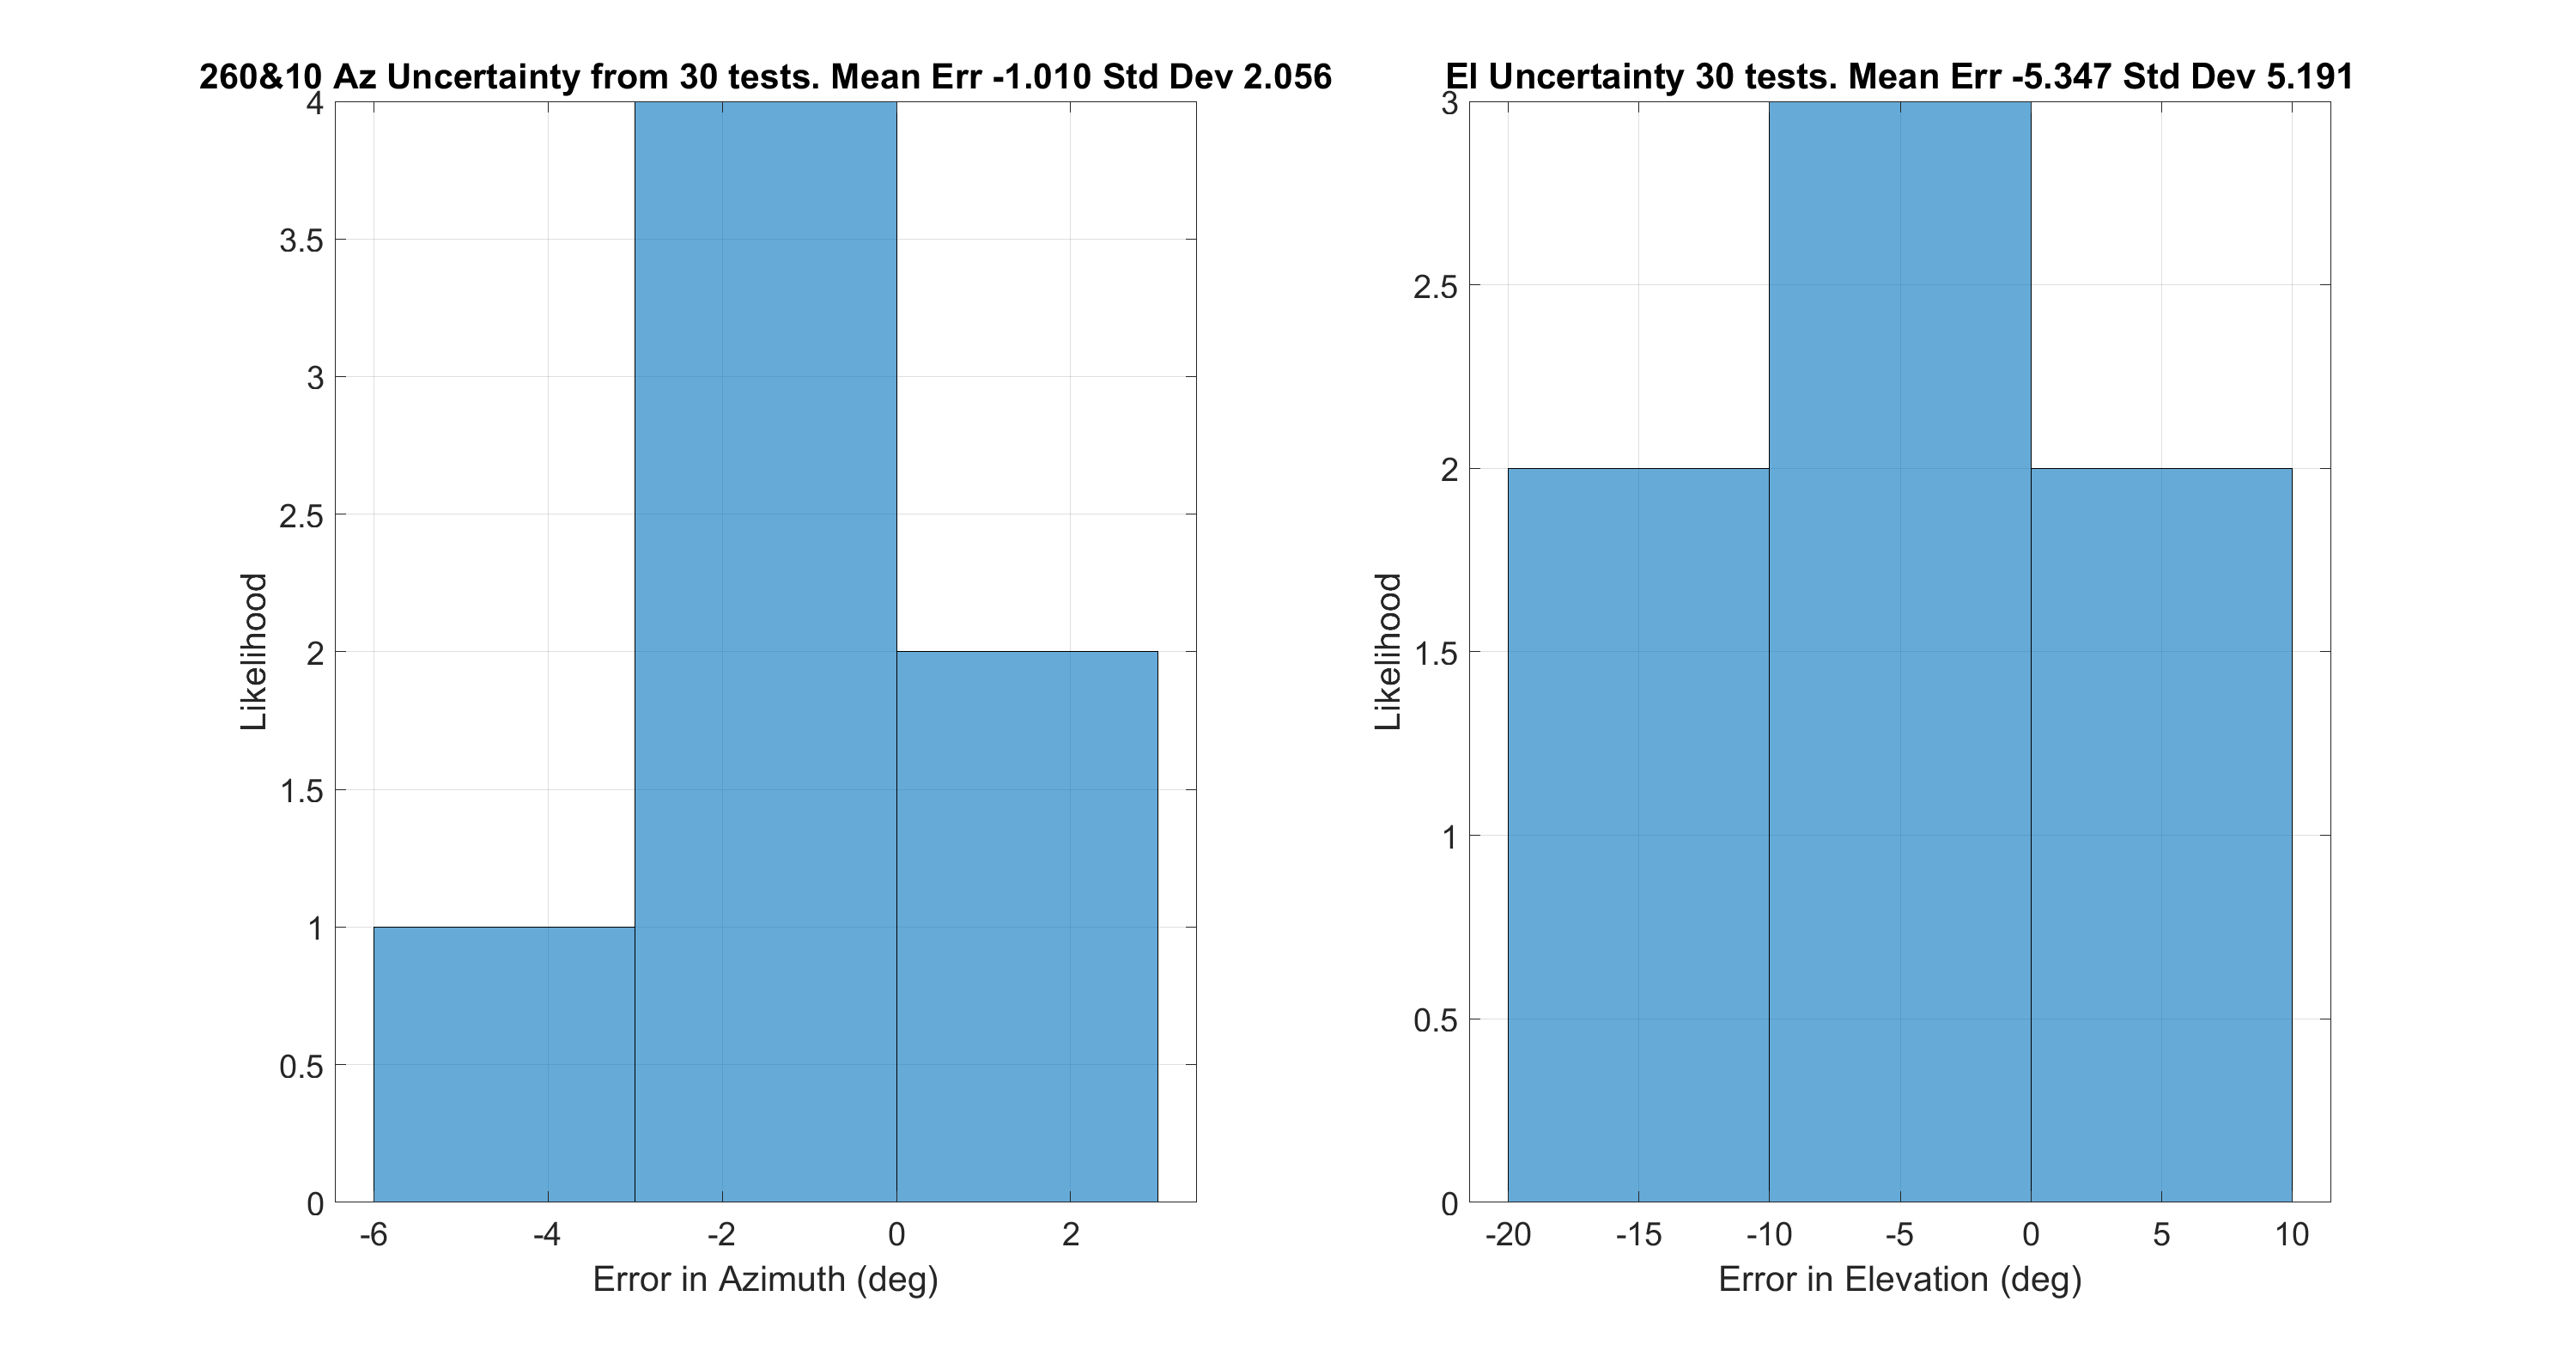 260&10 Az Uncertainty from 30 tests. Mean Err -1.010 Std Dev 2.056
4
3.5
3
2.5
2
1.5
1
0.5
0
Likelihood
-6 -4 -2 0 2
Error in Azimuth (deg)
El Uncertainty 30 tests. Mean Err -5.347 Std Dev 5.191
3
2.5
2
1.5
1
0.5
0
Likelihood
-20 -15 -10 -5 0 5 10
Error in Elevation (deg)